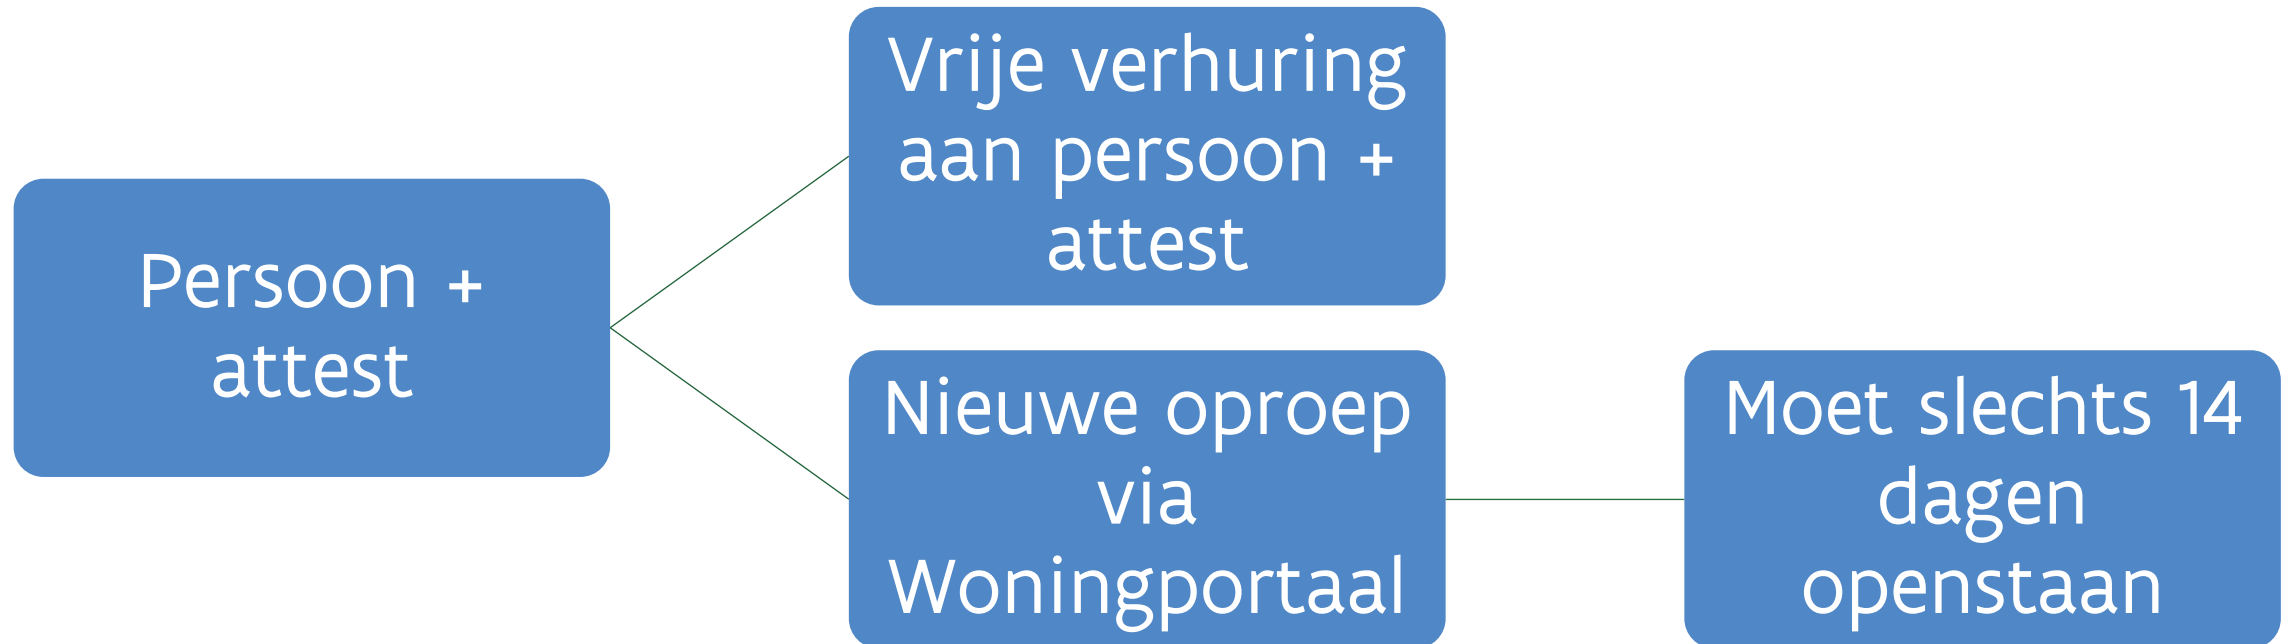 Persoon +
attest
Vrije verhuring
aan persoon +
attest
Nieuwe oproep
via
Woningportaal
Moet slechts 14
dagen
openstaan